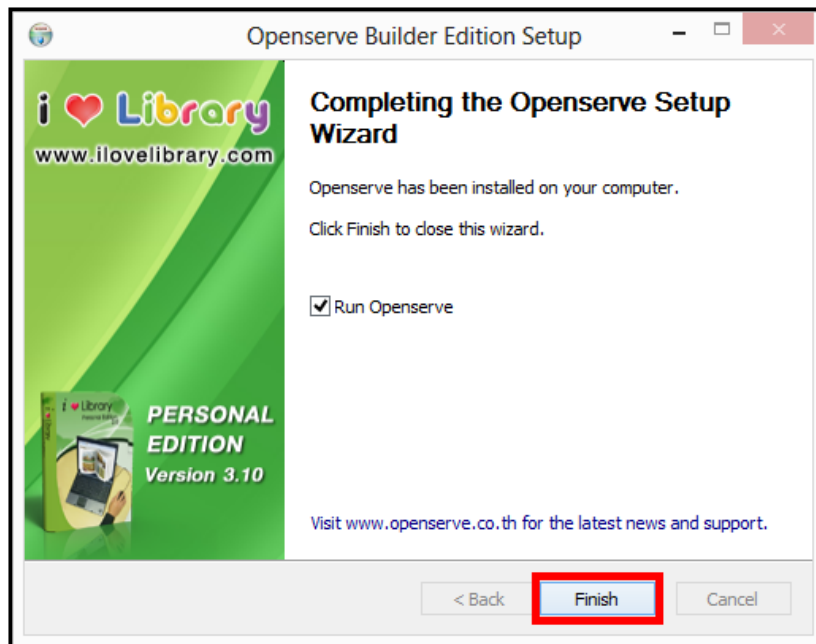 Openserve Builder Edition Setup
i ❤ Library
www.ilovelibrary.com
Completing the Openserve Setup
Wizard
Openserve has been installed on your computer.
Click Finish to close this wizard.
Run Openserve
i ❤ Library
PERSONAL
EDITION
Version 3.10
Visit www.openserve.co.th for the latest news and support.
< Back
Finish
Cancel